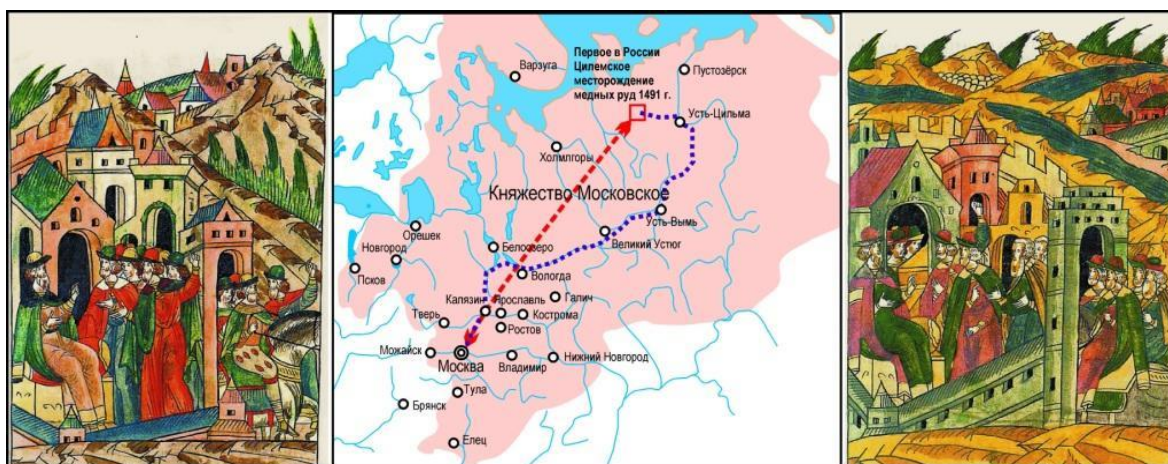 Первое в России
Цилемское
месторождение
медных руд 1491 г.
Варзуга
Пустозёрск
Усть-Цильма
Холмлгоры
Княжество Московское
Усть-Вымь
Великий Устюг
Орешек
Новгород
Белоозеро
Псков
Вологда
Калязин
Ярославль
Галич
Тверь
Кострома
Ростов
Можайск
Москва
Владимир
Нижний Новгород
Тула
Брянск
Елец